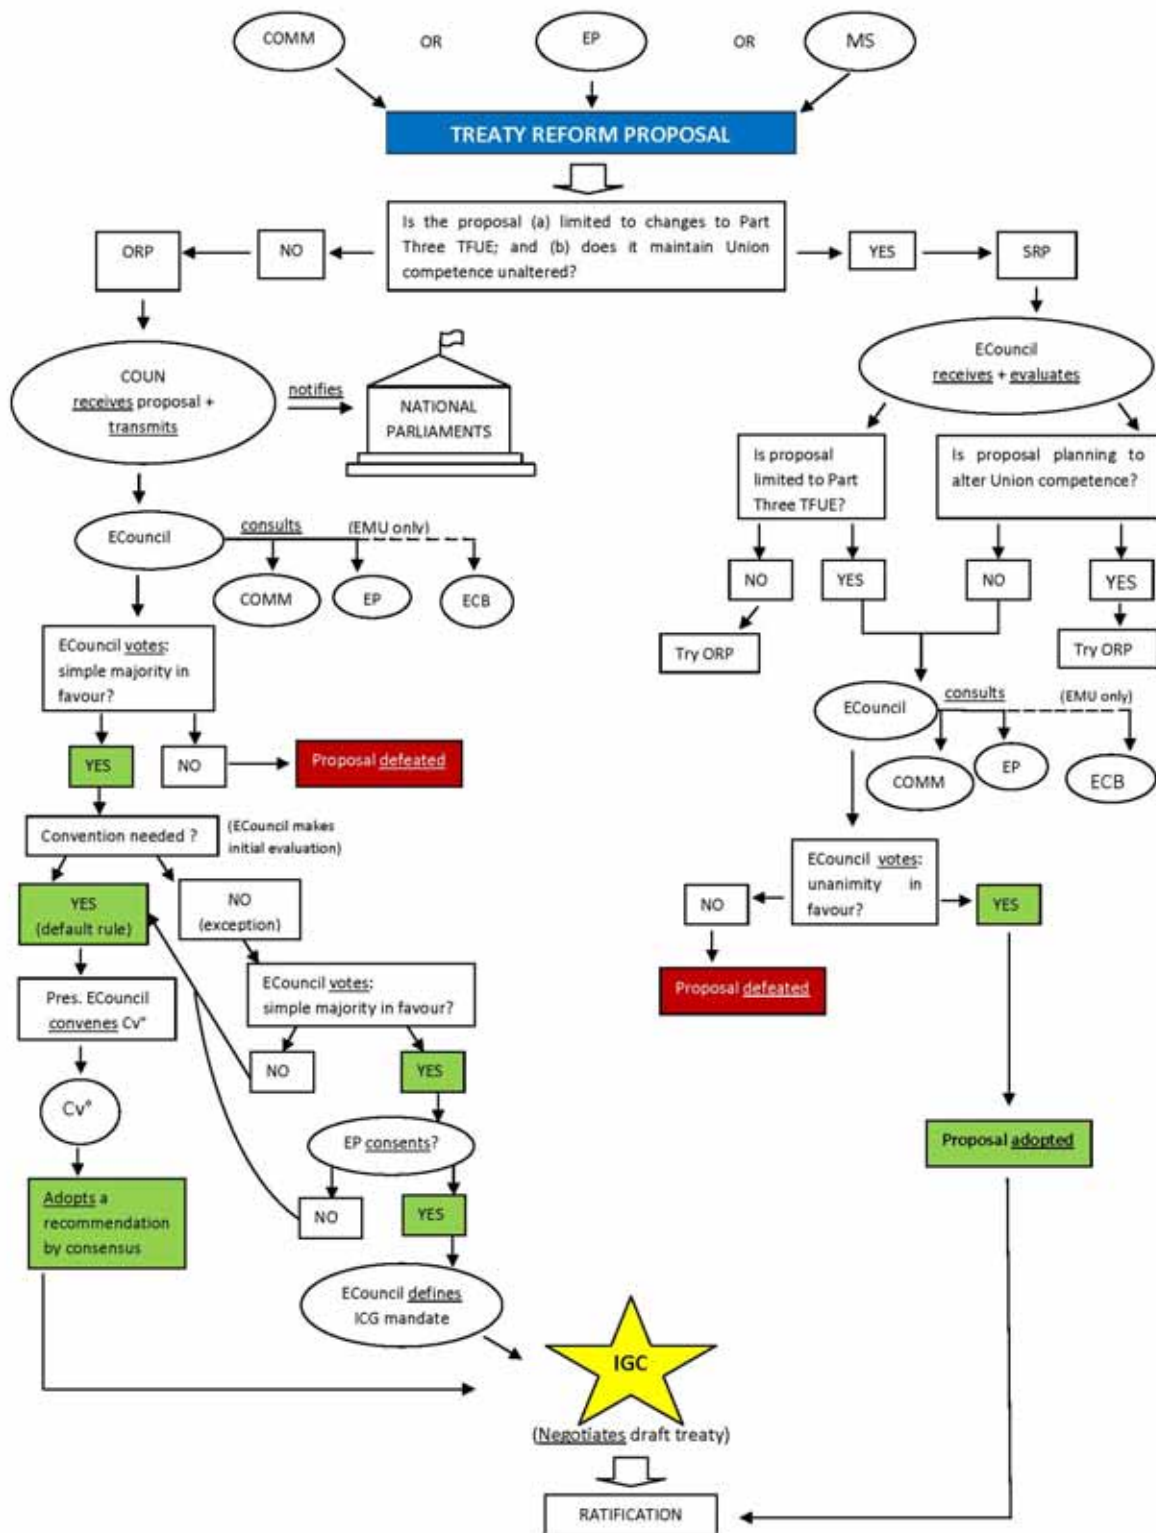 COMM
OR
EP
OR
MS
TREATY REFORM PROPOSAL
Is the proposal (a) limited to changes to Part
Three TFUE; and (b) does it maintain Union
competence unaltered?
ORP
NO
YES
SRP
COUN
receives proposal +
transmits
notifies
NATIONAL
PARLIAMENTS
ECouncil
receives + evaluates
Is proposal
limited to Part
Three TFUE?
Is proposal planning to
alter Union competence?
ECouncil
consults
(EMU only)
COMM
EP
ECB
NO
YES
NO
YES
Try ORP
Try ORP
ECouncil votes:
simple majority in
favour?
ECouncil
consults
(EMU only)
COMM
EP
ECB
YES
NO
Proposal defeated
Convention needed ?
(ECouncil makes
initial evaluation)
ECouncil votes:
unanimity in
favour?
NO
YES
Proposal defeated
YES
(default rule)
NO
(exception)
Pres. ECouncil
convenes Cv°
ECouncil votes:
simple majority in favour?
NO
YES
Cv°
EP consents?
Proposal adopted
Adopts a
recommendation
by consensus
NO
YES
ECouncil defines
ICG mandate
IGC
(Negotiates draft treaty)
RATIFICATION